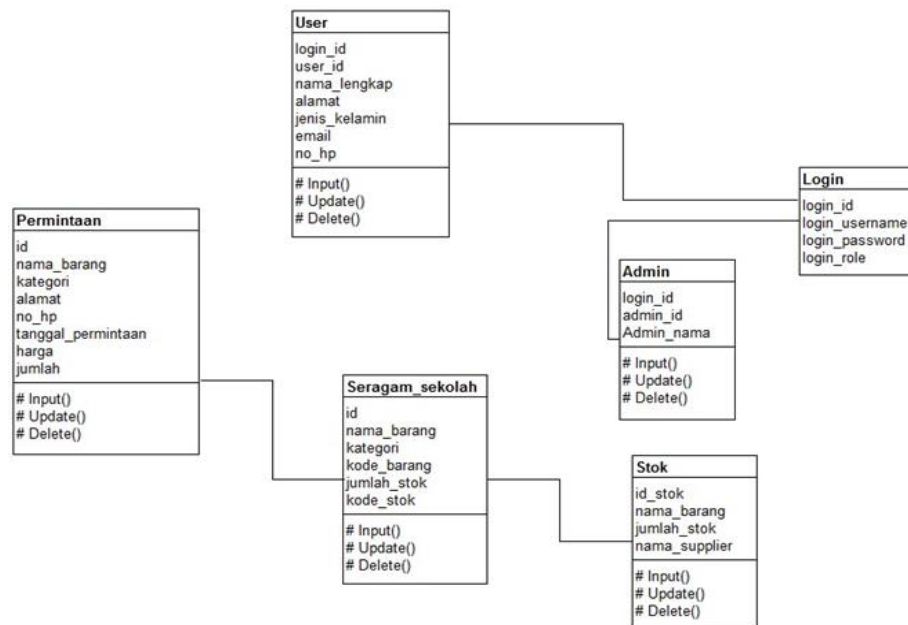 User
login_id
user_id
nama_lengkap
alamat
jenis_kelamin
email
no_hp
# Input()
# Update()
# Delete()
Login
login_id
login_username
login_password
login_role
Permintaan
id
nama_barang
kategori
alamat
no_hp
tanggal_permintaan
harga
jumlah
# Input()
# Update()
# Delete()
Admin
login_id
admin_id
Admin_nama
# Input()
# Update()
# Delete()
Seragam_sekolah
id
nama_barang
kategori
kode_barang
jumlah_stok
kode_stok
# Input()
# Update()
# Delete()
Stok
id_stok
nama_barang
jumlah_stok
nama_supplier
# Input()
# Update()
# Delete()